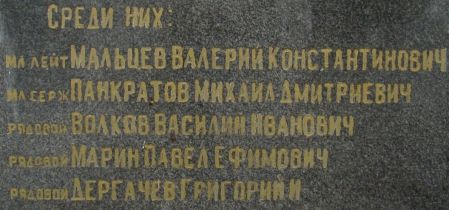 СРЕДИ НИХ:
МЛ ЛЕЙТ МАЛЬЦЕВ ВАЛЕРИЙ КОНСТАНТИНОВИЧ
МЛ СЕРЖ ПАНКРАТОВ МИХАИЛ ДМИТРИЕВИЧ
РЯДОВОЙ ВОЛКОВ ВАСИЛИЙ ИВАНОВИЧ
РЯДОВОЙ МАРИН ПАВЕЛ ЕФИМОВИЧ
РЯДОВОЙ ДЕРГАЧЕВ ГРИГОРИЙ И